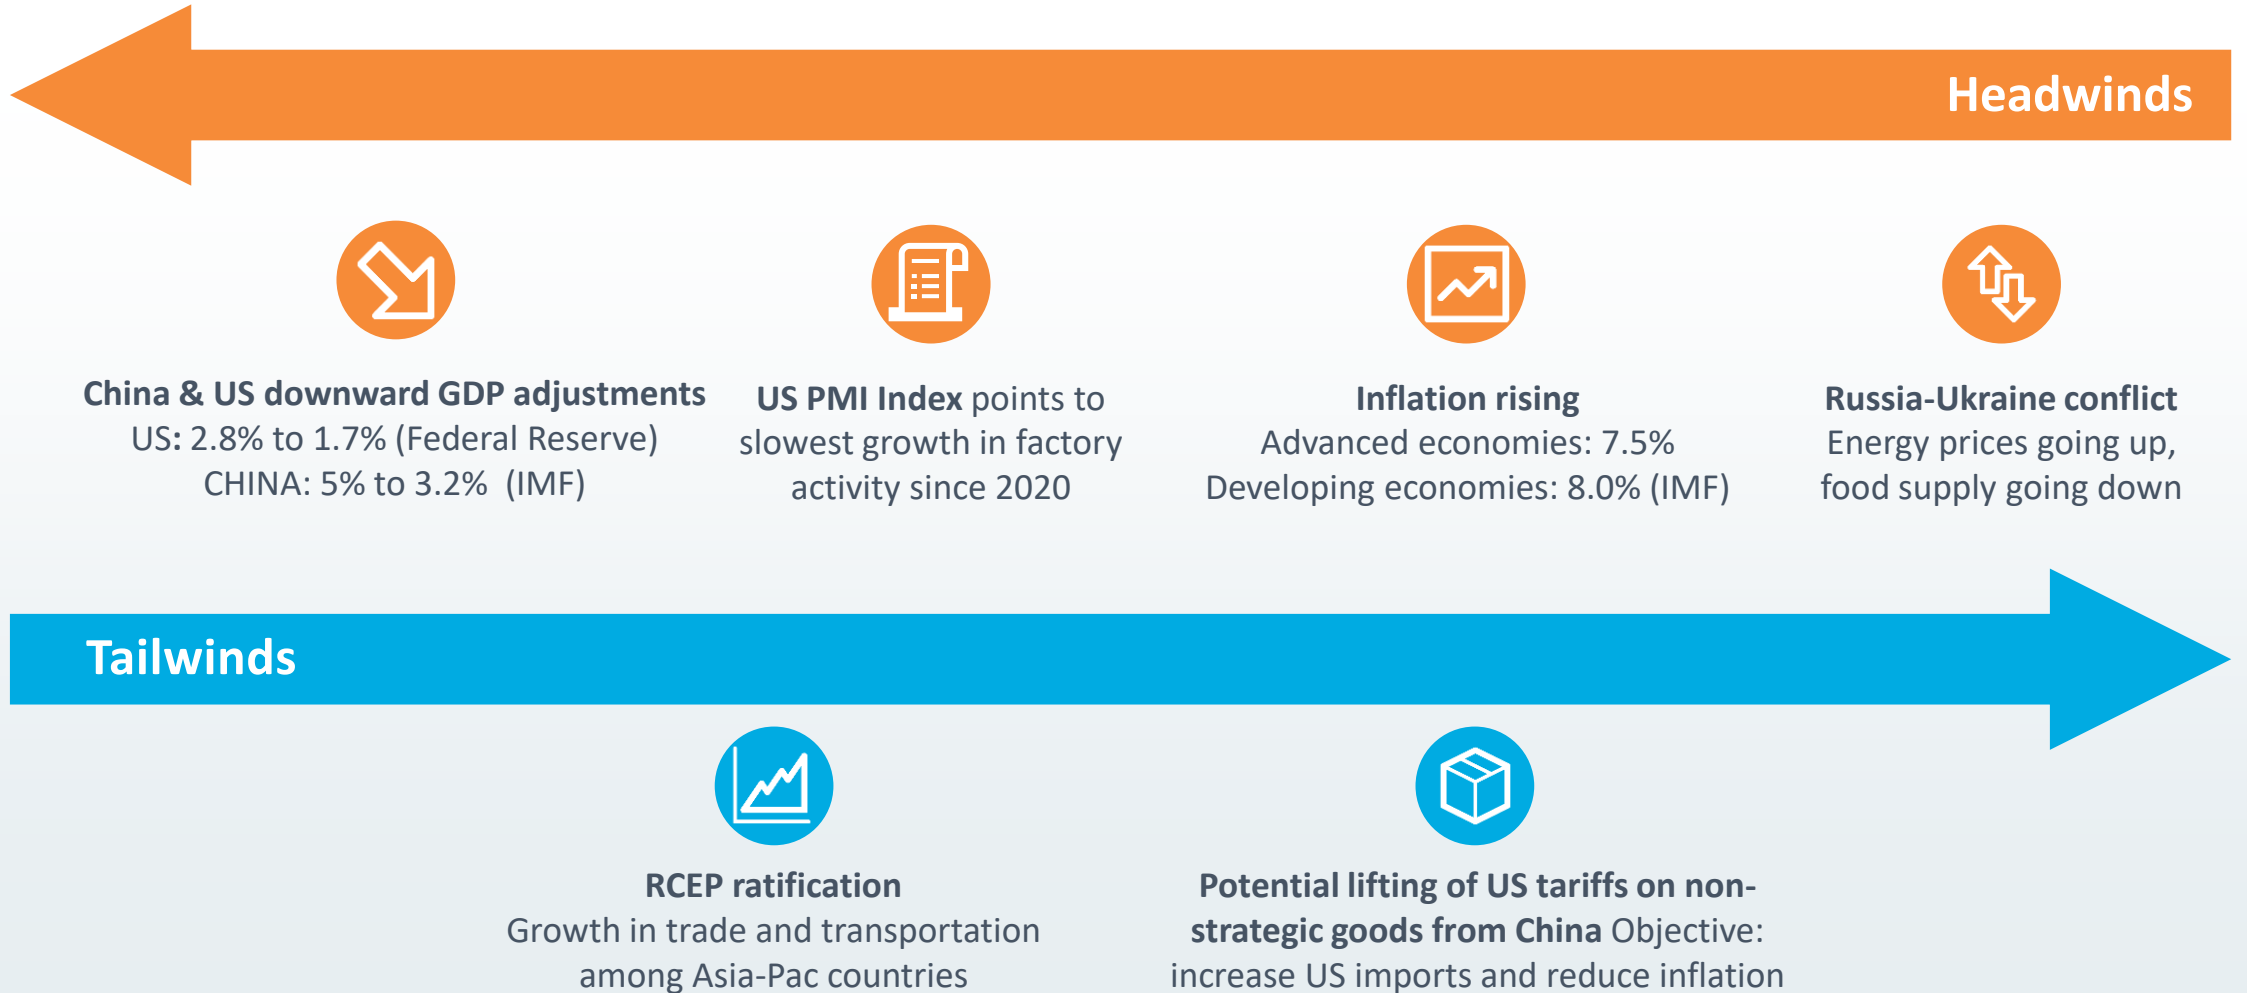 Headwinds
China & US downward GDP adjustments
US: 2.8% to 1.7% (Federal Reserve)
CHINA: 5% to 3.2% (IMF)
US PMI Index points to
slowest growth in factory
activity since 2020
Inflation rising
Advanced economies: 7.5%
Developing economies: 8.0% (IMF)
Russia-Ukraine conflict
Energy prices going up,
food supply going down
Tailwinds
RCEP ratification
Growth in trade and transportation
among Asia-Pac countries
Potential lifting of US tariffs on non-
strategic goods from China Objective:
increase US imports and reduce inflation